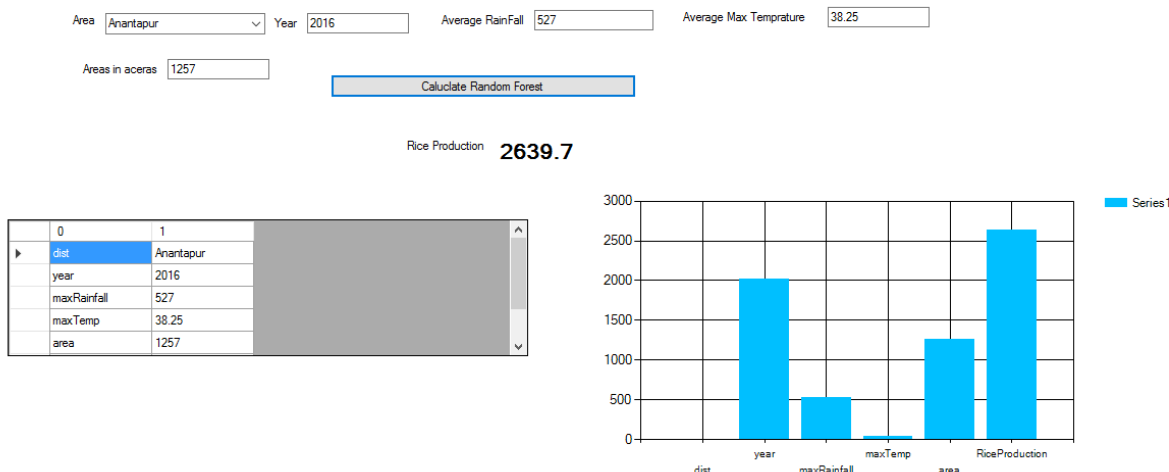 Area Anantapur Year 2016 Average RainFall 527 Average Max Temprature 38.25
Areas in aceras 1257
Caluclate Random Forest
Rice Production 2639.7
0 1
dist Anantapur
year 2016
maxRainfall 527
maxTemp 38.25
area 1257
3000
2500
2000
1500
1000
500
0
Series1
year maxTemp RiceProduction
dist maxRainfall area